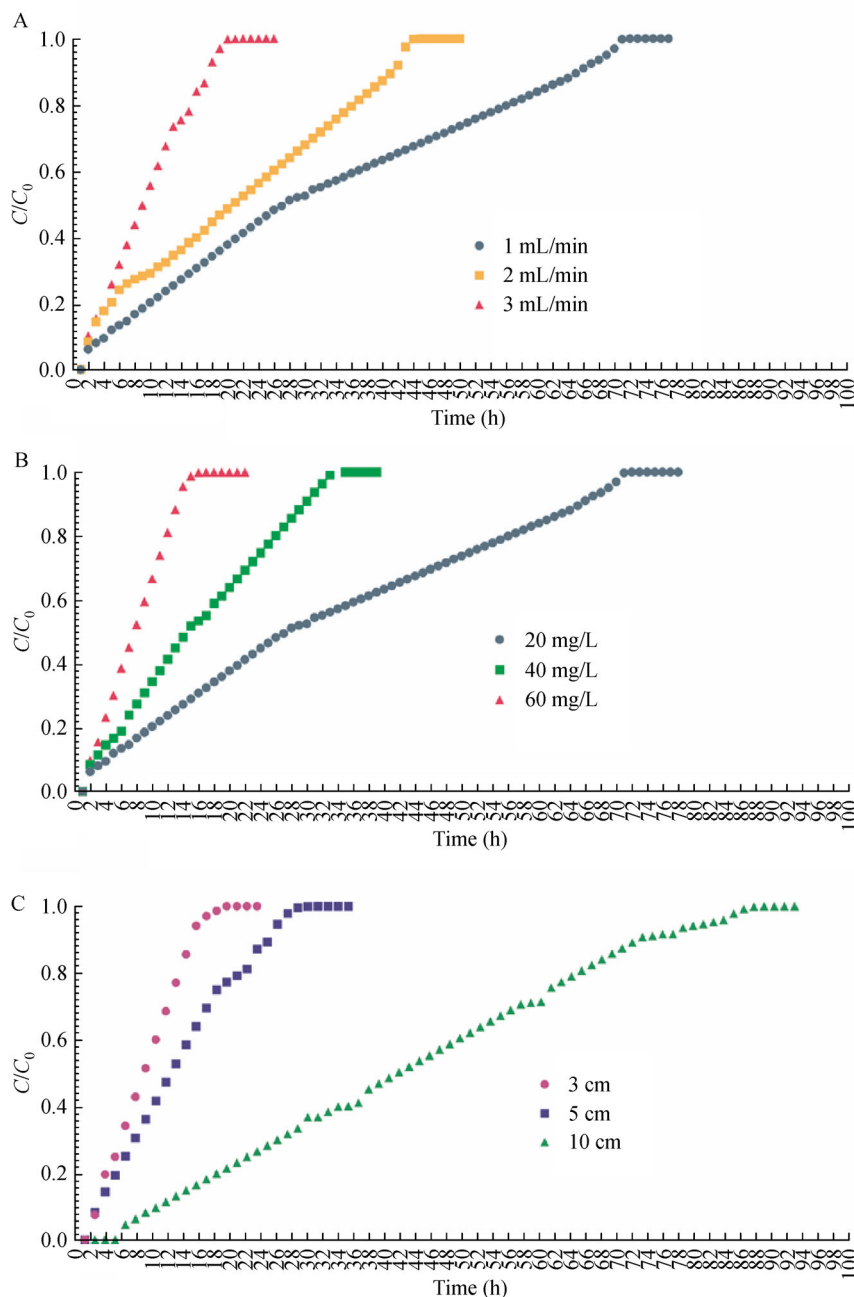 A
1.0
0.8
0.6
0.4
0.2
0.0
C/C0
1 mL/min
2 mL/min
3 mL/min
0 2 4 6 8 10 12 14 16 18 20 22 24 26 28 30 32 34 36 38 40 42 44 46 48 50 52 54 56 58 60 62 64 66 68 70 72 74 76 78 80 82 84 86 88 90 92 94 96 98 100
Time (h)
B
1.0
0.8
0.6
0.4
0.2
0.0
C/C0
20 mg/L
40 mg/L
60 mg/L
0 2 4 6 8 10 12 14 16 18 20 22 24 26 28 30 32 34 36 38 40 42 44 46 48 50 52 54 56 58 60 62 64 66 68 70 72 74 76 78 80 82 84 86 88 90 92 94 96 98 100
Time (h)
C
1.0
0.8
0.6
0.4
0.2
0.0
C/C0
3 cm
5 cm
10 cm
0 2 4 6 8 10 12 14 16 18 20 22 24 26 28 30 32 34 36 38 40 42 44 46 48 50 52 54 56 58 60 62 64 66 68 70 72 74 76 78 80 82 84 86 88 90 92 94 96 98 100
Time (h)